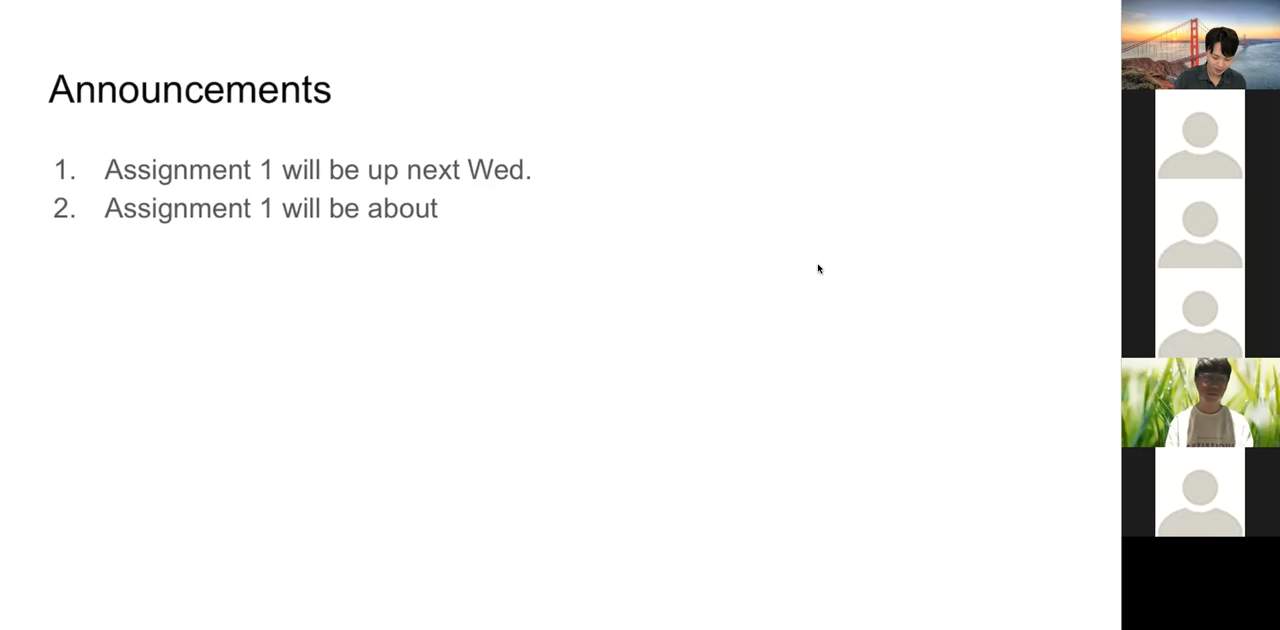 Announcements
1. Assignment 1 will be up next Wed.
2. Assignment 1 will be about